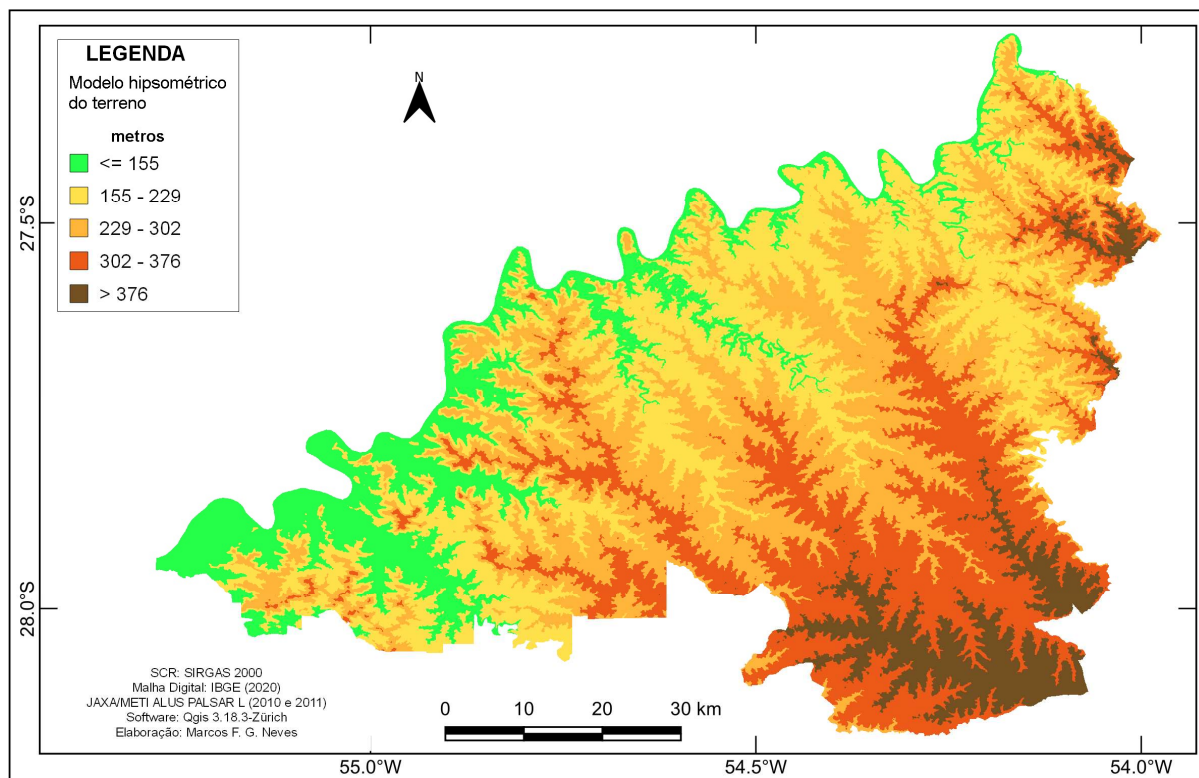 LEGENDA
Modelo hipsométrico
do terreno
metros
<= 155
155 - 229
229 - 302
302 - 376
> 376
N
27.5°S
28.0°S
SCR: SIRGAS 2000
Malha Digital: IBGE (2020)
JAXA/METI ALUS PALSAR L (2010 e 2011)
Software: Qgis 3.18.3-Zürich
Elaboração: Marcos F. G. Neves
0 10 20 30 km
55.0°W 54.5°W 54.0°W